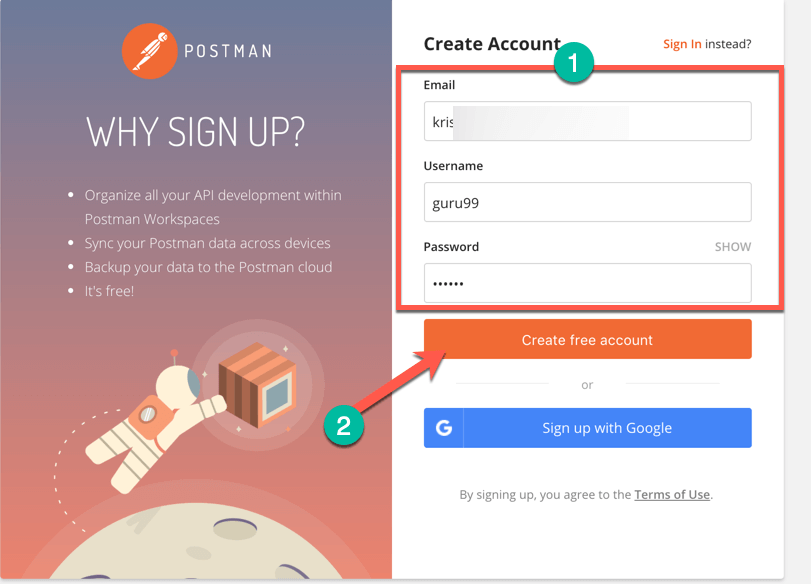 POSTMAN
WHY SIGN UP?
• Organize all your API development within
Postman Workspaces
• Sync your Postman data across devices
• Backup your data to the Postman cloud
• It's free!
Create Account
Sign In instead?
1
Email
kris
Username
guru99
Password SHOW
••••••
Create free account
2
or
G Sign up with Google
By signing up, you agree to the Terms of Use.